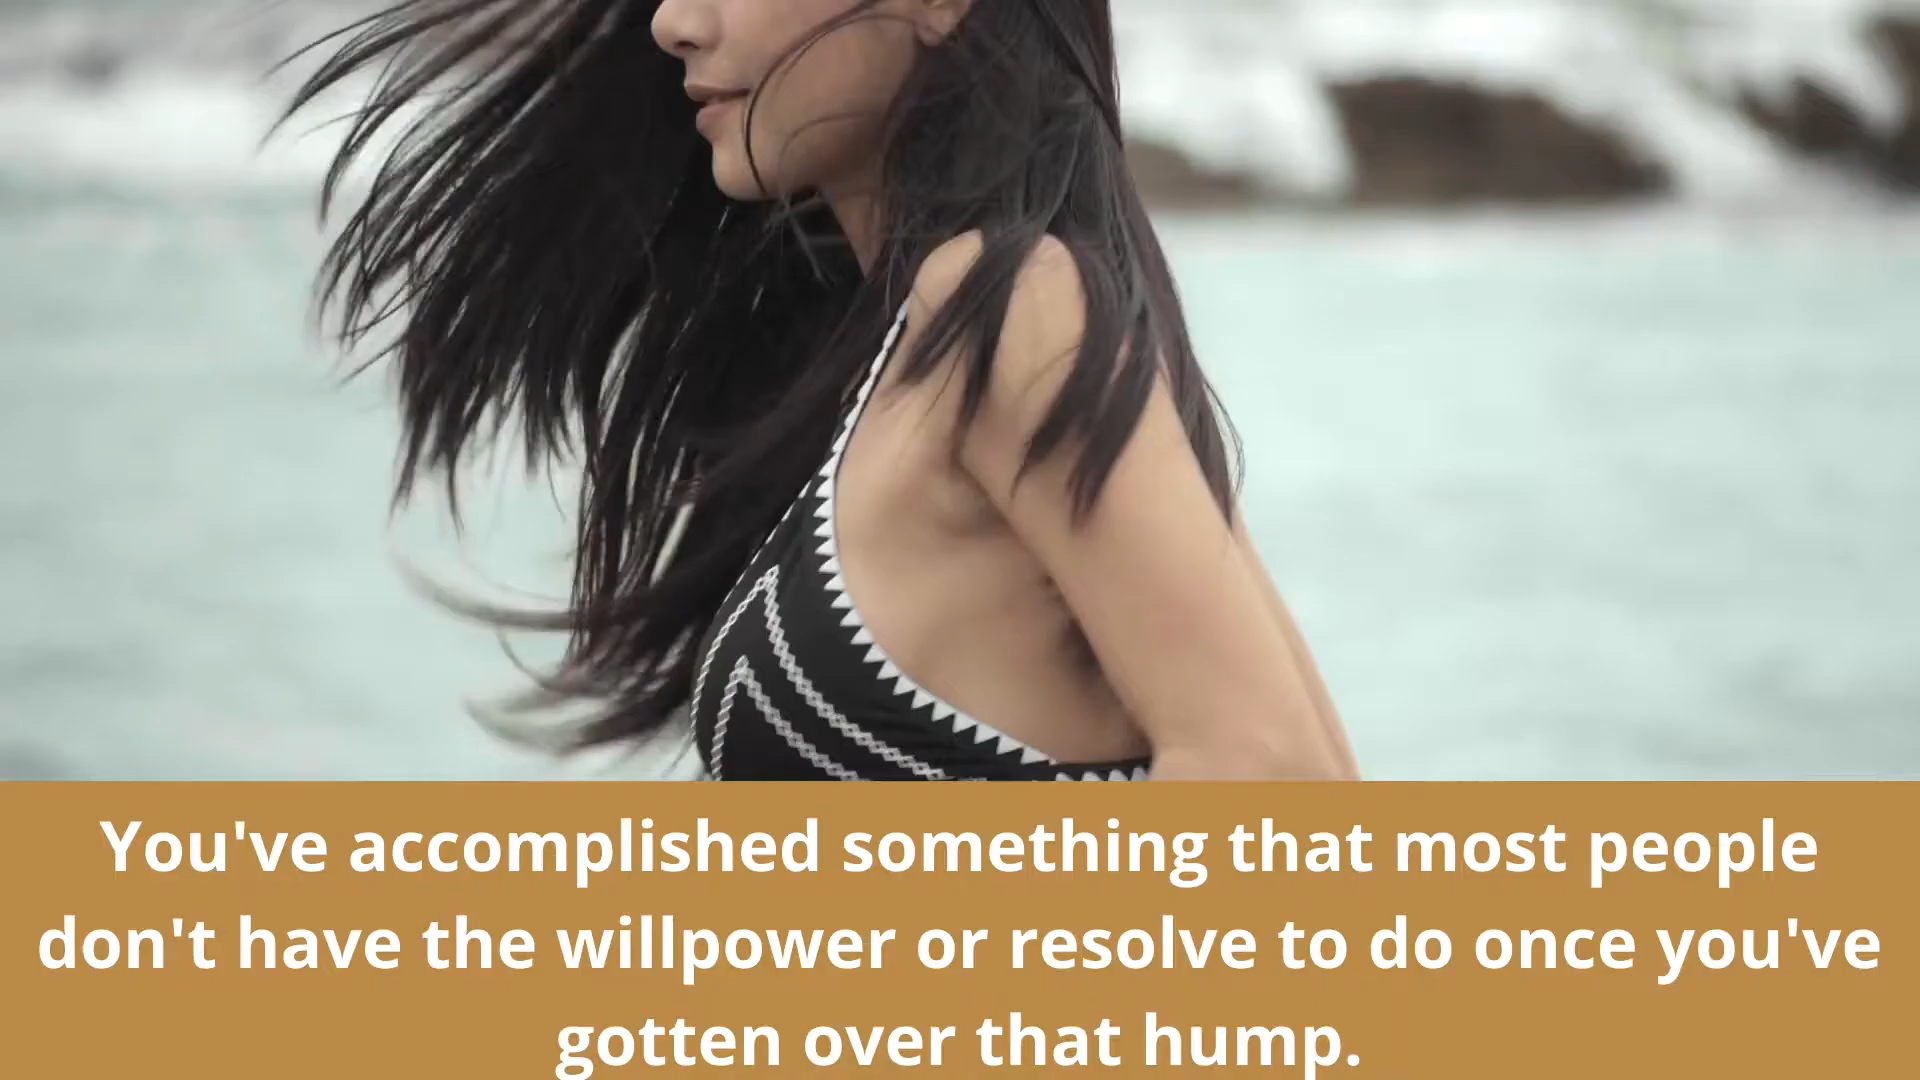 You've accomplished something that most people
don't have the willpower or resolve to do once you've
gotten over that hump.